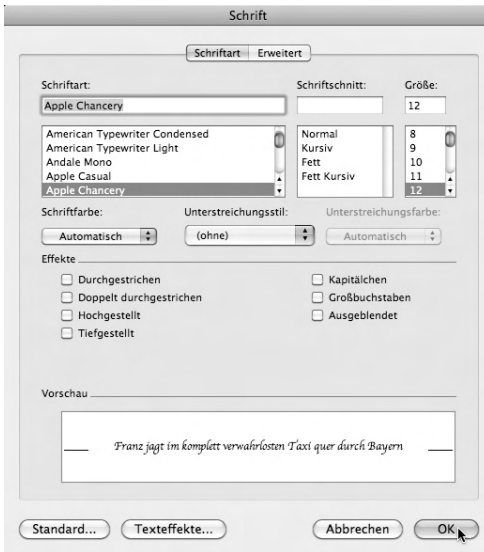 Schrift
Schriftart Erweitert
Schriftart: Schriftschnitt: Größe:
Apple Chancery 12
American Typewriter Condensed Normal 8
American Typewriter Light Kursiv 9
Andale Mono Fett 10
Apple Casual Fett Kursiv 11
Apple Chancery 12
Schriftfarbe: Unterstreichungsstil: Unterstreichungsfarbe:
Automatisch (ohne) Automatisch
Effekte
Durchgestrichen Kapitälchen
Doppelt durchgestrichen Großbuchstaben
Hochgestellt Ausgeblendet
Tiefgestellt
Vorschau
Franz jagt im komplett verwahrlosten Taxi quer durch Bayern
Standard... Texteffekte... Abbrechen OK